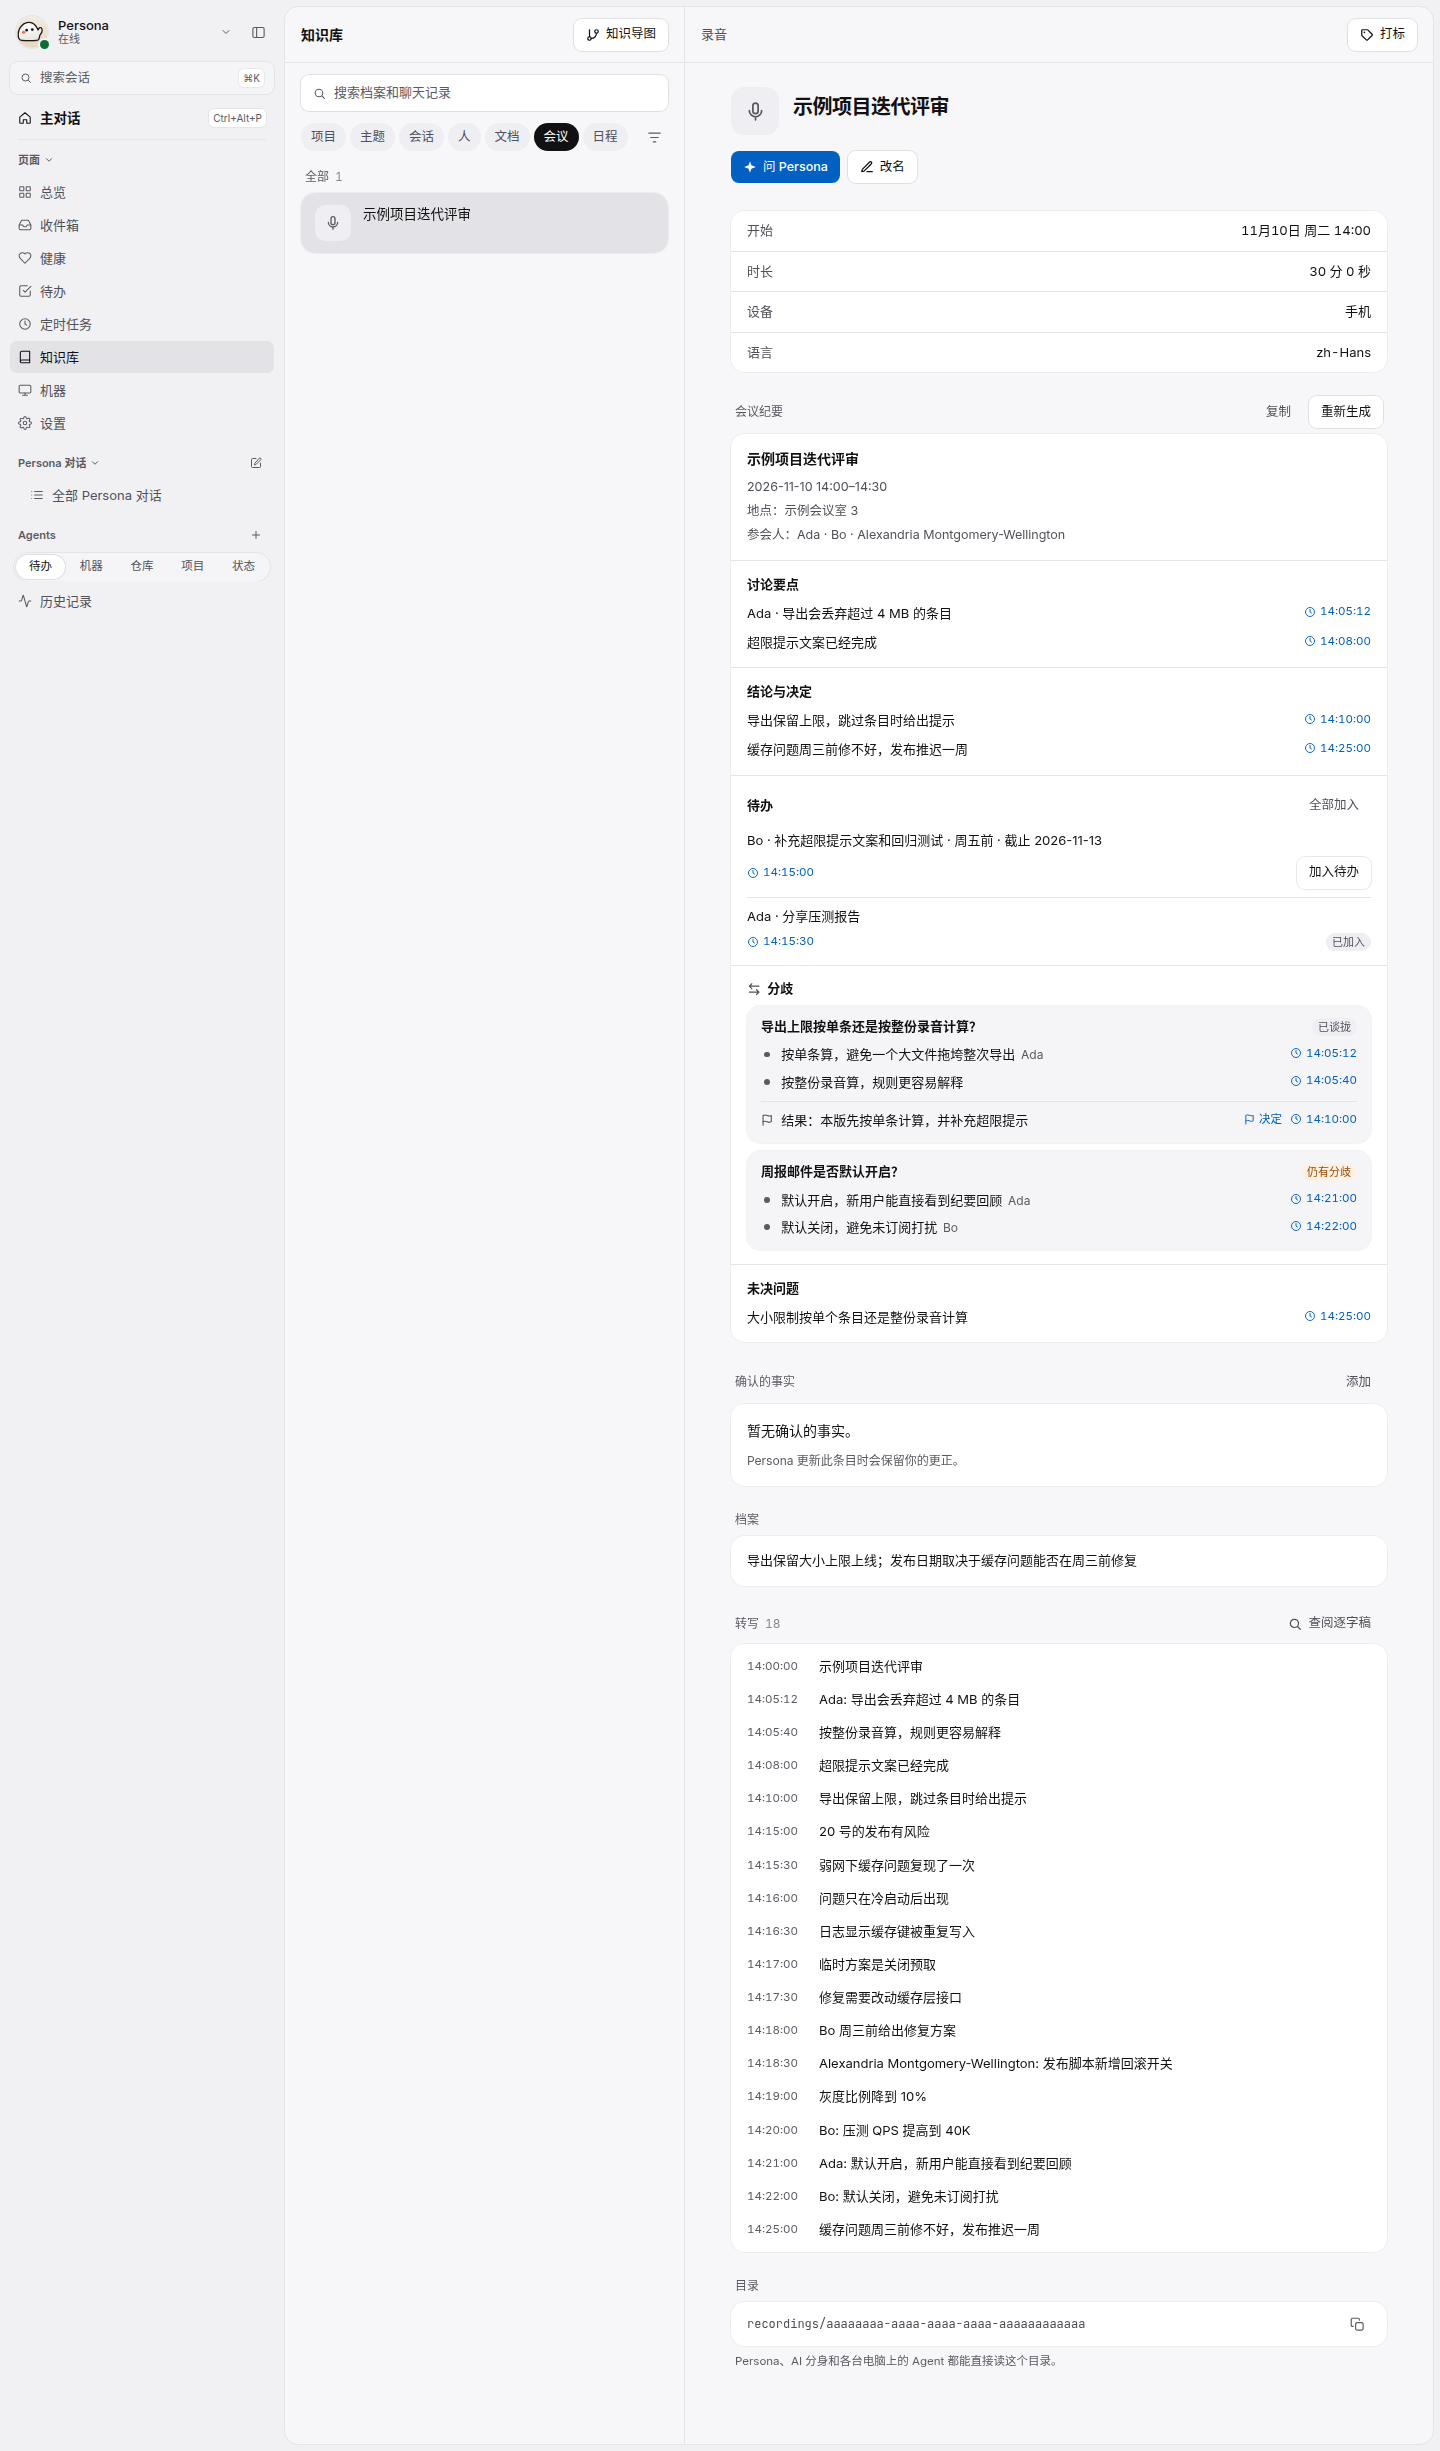 Persona
在线
搜索会话 ⌘K
主对话 Ctrl+Alt+P
页面
总览
收件箱
健康
待办
定时任务
知识库
机器
设置
Persona 对话
全部 Persona 对话
Agents
待办 机器 仓库 项目 状态
历史记录
知识库 知识导图
搜索档案和聊天记录
项目 主题 会话 人 文档 会议 日程
全部 1
示例项目迭代评审
录音 打标
示例项目迭代评审
问 Persona 改名
开始 11月10日 周二 14:00
时长 30 分 0 秒
设备 手机
语言 zh-Hans
会议纪要 复制 重新生成
示例项目迭代评审
2026-11-10 14:00–14:30
地点：示例会议室 3
参会人：Ada · Bo · Alexandria Montgomery-Wellington
讨论要点
Ada · 导出会丢弃超过 4 MB 的条目 14:05:12
超限提示文案已经完成 14:08:00
结论与决定
导出保留上限，跳过条目时给出提示 14:10:00
缓存问题周三前修不好，发布推迟一周 14:25:00
待办 全部加入
Bo · 补充超限提示文案和回归测试 · 周五前 · 截止 2026-11-13
14:15:00 加入待办
Ada · 分享压测报告
14:15:30 已加入
分歧
导出上限按单条还是按整份录音计算？ 已谈拢
按单条算，避免一个大文件拖垮整次导出 Ada 14:05:12
按整份录音算，规则更容易解释 14:05:40
结果：本版先按单条计算，并补充超限提示 决定 14:10:00
周报邮件是否默认开启？ 仍有分歧
默认开启，新用户能直接看到纪要回顾 Ada 14:21:00
默认关闭，避免未订阅打扰 Bo 14:22:00
未决问题
大小限制按单个条目还是整份录音计算 14:25:00
确认的事实 添加
暂无确认的事实。
Persona 更新此条目时会保留你的更正。
档案
导出保留大小上限上线；发布日期取决于缓存问题能否在周三前修复
转写 18 查阅逐字稿
14:00:00 示例项目迭代评审
14:05:12 Ada: 导出会丢弃超过 4 MB 的条目
14:05:40 按整份录音算，规则更容易解释
14:08:00 超限提示文案已经完成
14:10:00 导出保留上限，跳过条目时给出提示
14:15:00 20 号的发布有风险
14:15:30 弱网下缓存问题复现了一次
14:16:00 问题只在冷启动后出现
14:16:30 日志显示缓存键被重复写入
14:17:00 临时方案是关闭预取
14:17:30 修复需要改动缓存层接口
14:18:00 Bo 周三前给出修复方案
14:18:30 Alexandria Montgomery-Wellington: 发布脚本新增回滚开关
14:19:00 灰度比例降到 10%
14:20:00 Bo: 压测 QPS 提高到 40K
14:21:00 Ada: 默认开启，新用户能直接看到纪要回顾
14:22:00 Bo: 默认关闭，避免未订阅打扰
14:25:00 缓存问题周三前修不好，发布推迟一周
目录
recordings/aaaaaaaa-aaaa-aaaa-aaaa-aaaaaaaaaaaa
Persona、AI 分身和各台电脑上的 Agent 都能直接读这个目录。